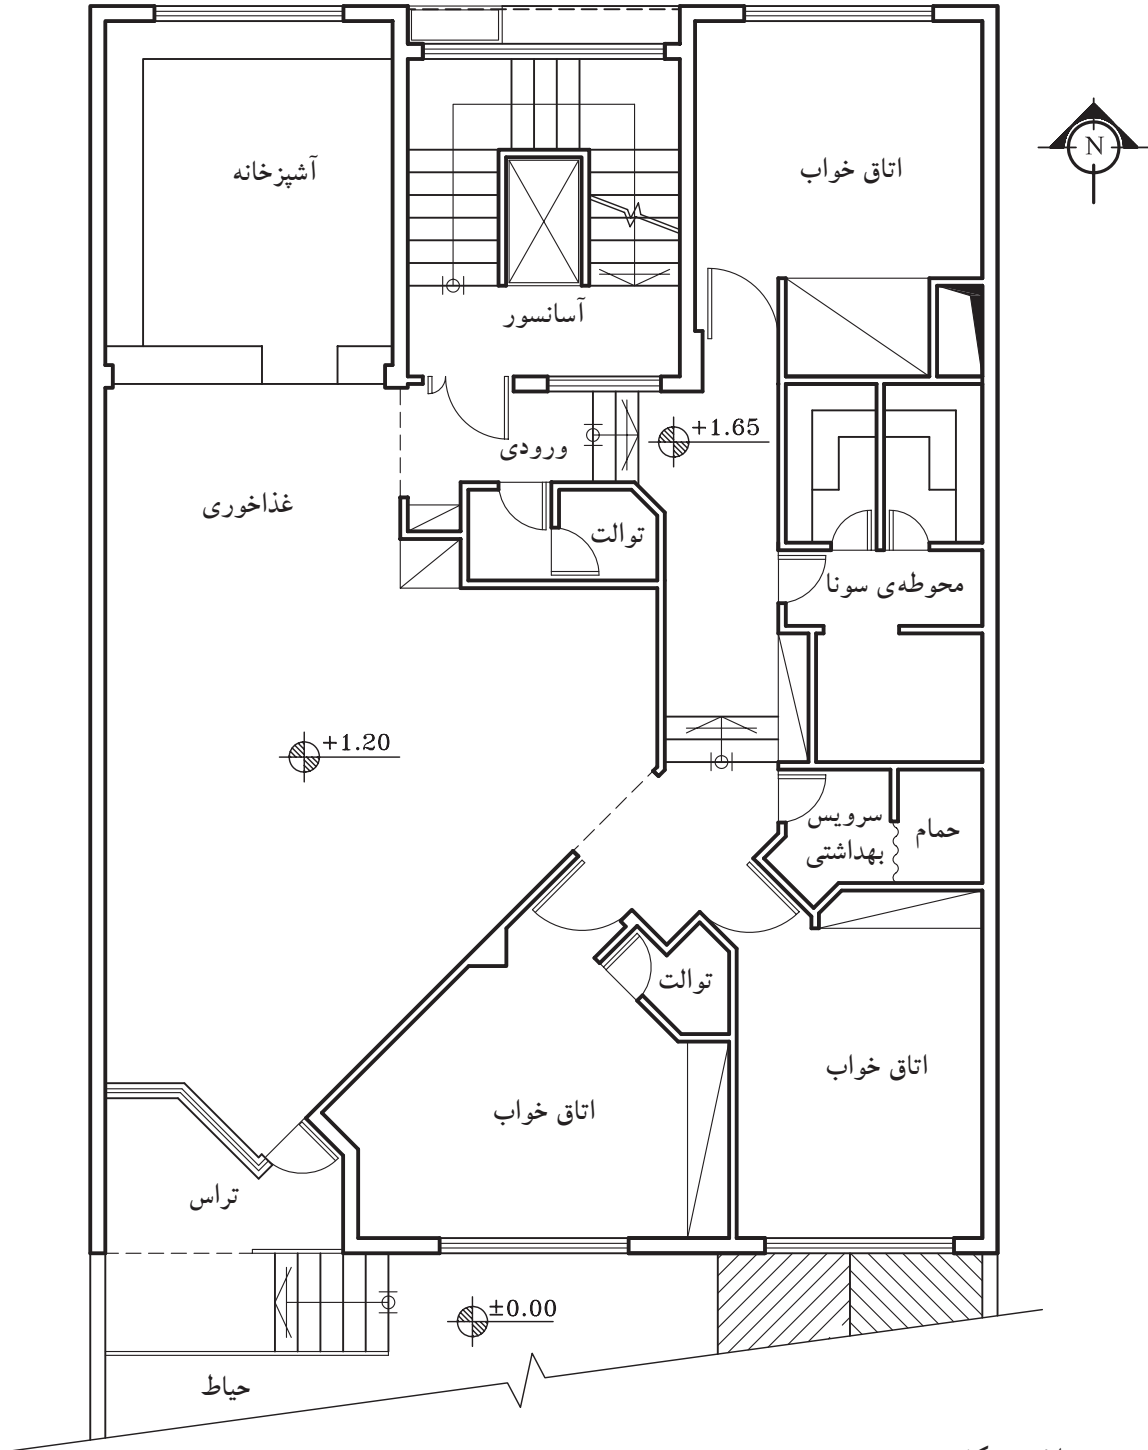 آشپزخانه
اتاق خواب
N
آسانسور
ورودی
+1.65
غذاخوری
توالت
محوطه‌ی سونا
+1.20
سرویس
بهداشتی
حمام
توالت
اتاق خواب
اتاق خواب
تراس
±0.00
حیاط